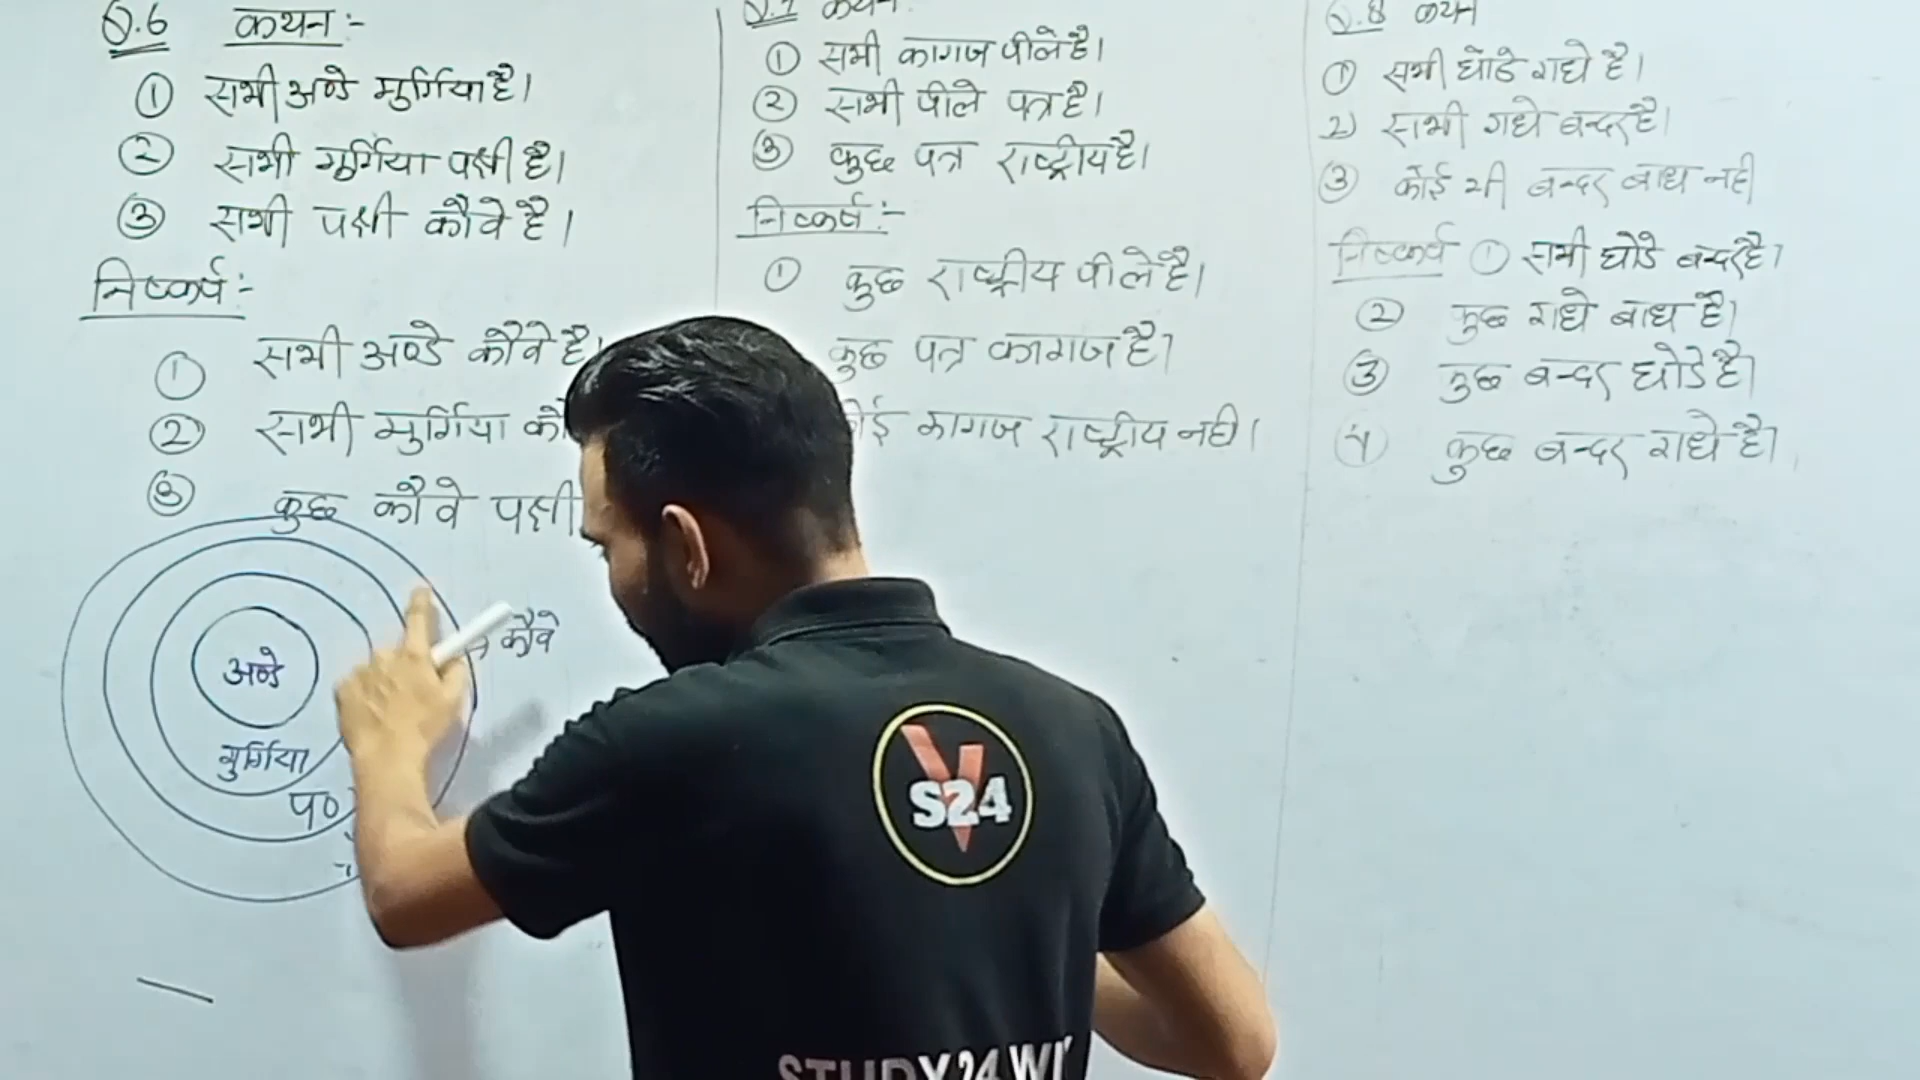 Q.6 कथन:-
① सभी अण्डे मुर्गिया है।
② सभी मुर्गिया पक्षी है।
③ सभी पक्षी कौवे है।
निष्कर्ष:-
① सभी अण्डे कौवे है।
② सभी मुर्गिया
③ कुछ कौवे पक्षी
अण्डे
मुर्गिया
प०
→ कौवे
Q.7 कथन:
① सभी कागज पीले है।
② सभी पीले पत्र है।
③ कुछ पत्र राष्ट्रीय है।
निष्कर्ष:-
① कुछ राष्ट्रीय पीले है।
कुछ पत्र कागज है।
कागज राष्ट्रीय नही।
Q.8 कथन
① सभी घोडे गधे है।
2) सभी गधे बन्दर है।
③ कोई भी बन्दर बाघ नही
निष्कर्ष ① सभी घोडे बन्दर है।
② कुछ गधे बाघ है।
③ कुछ बन्दर घोडे है।
④ कुछ बन्दर गधे है।
V
S24
STUDY24